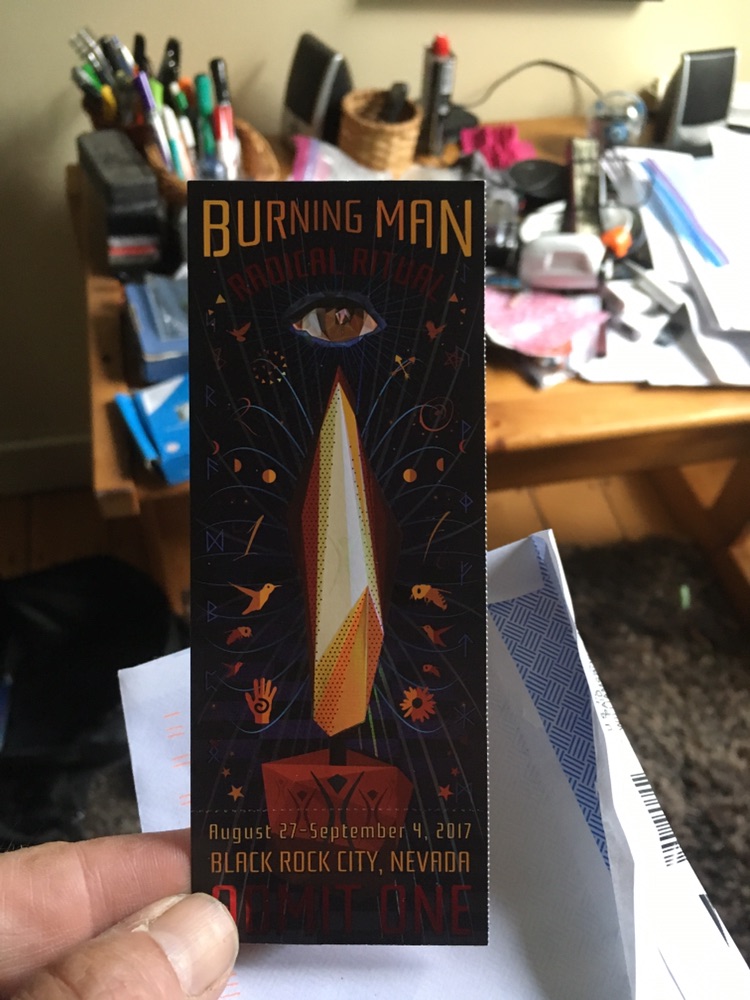 BURNING MAN
RADICAL RITUAL
August 27-September 4, 2017
BLACK ROCK CITY, NEVADA
ADMIT ONE